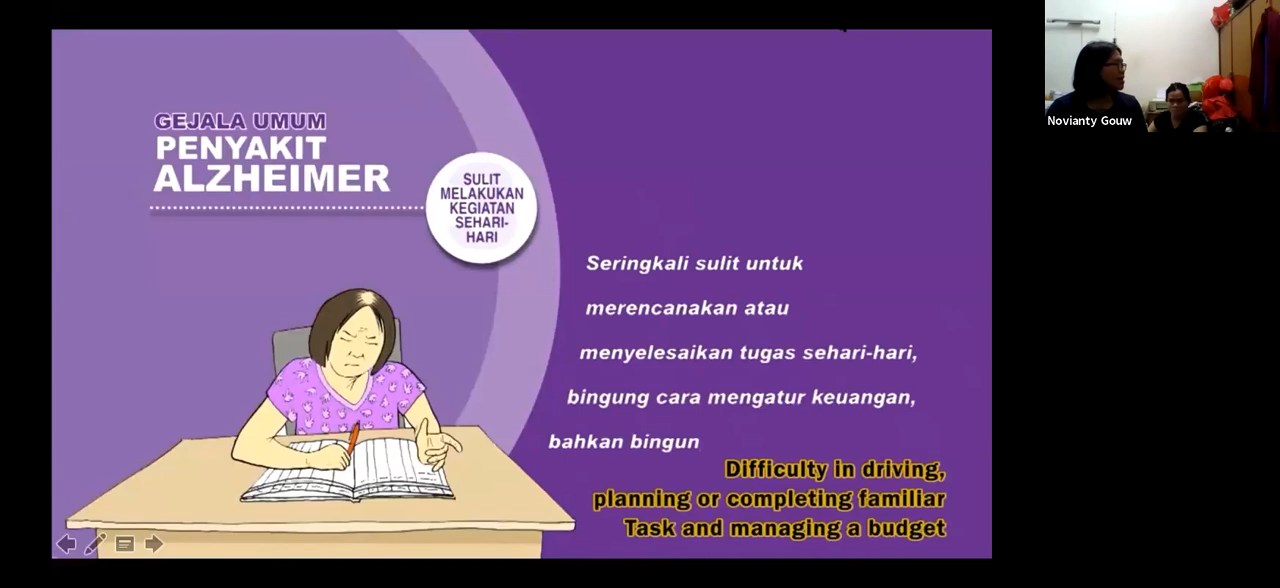 GEJALA UMUM
PENYAKIT
ALZHEIMER
SULIT
MELAKUKAN
KEGIATAN
SEHARI-
HARI
Seringkali sulit untuk
merencanakan atau
menyelesaikan tugas sehari-hari,
bingung cara mengatur keuangan,
bahkan bingun
Difficulty in driving,
planning or completing familiar
Task and managing a budget
Novianty Gouw